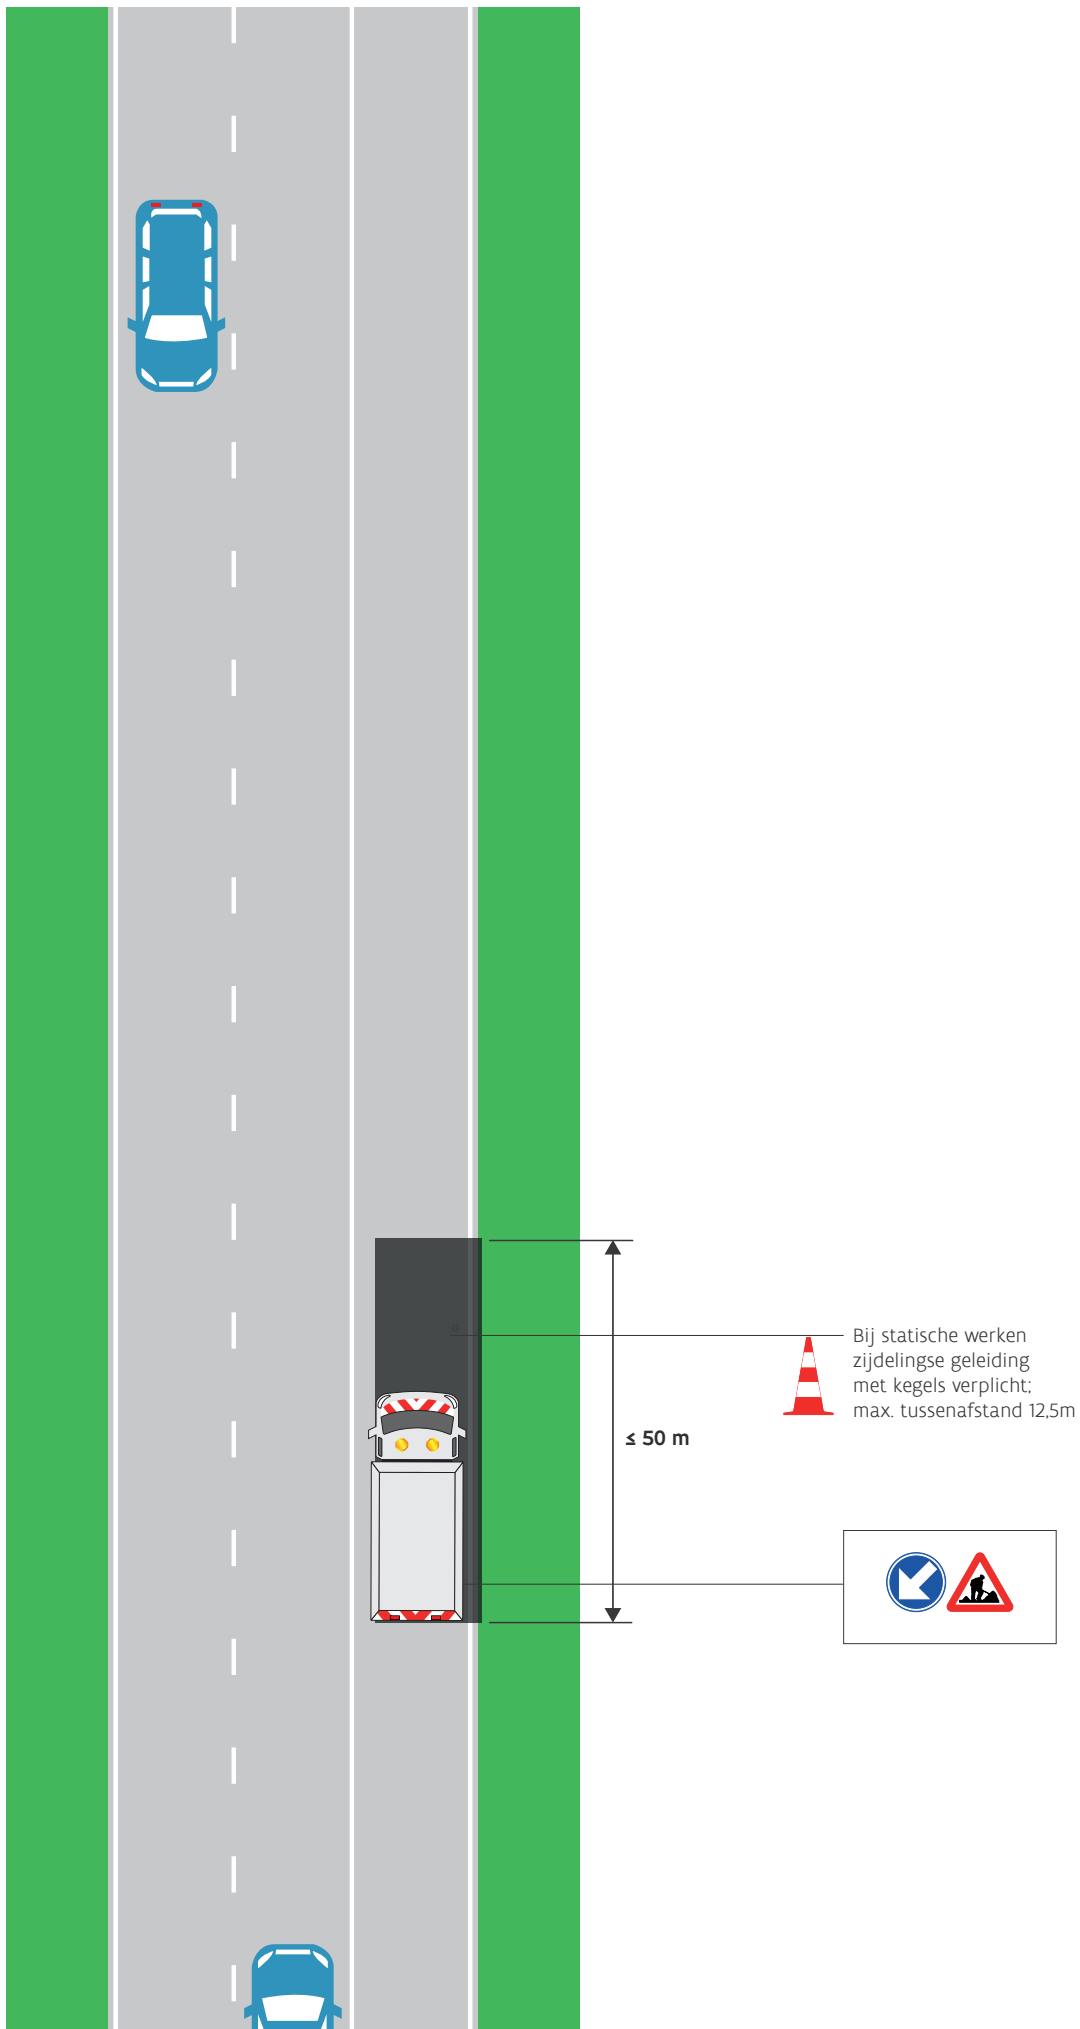 Bij statische werken
zijdelingse geleiding
met kegels verplicht;
max. tussenafstand 12,5m
≤ 50 m